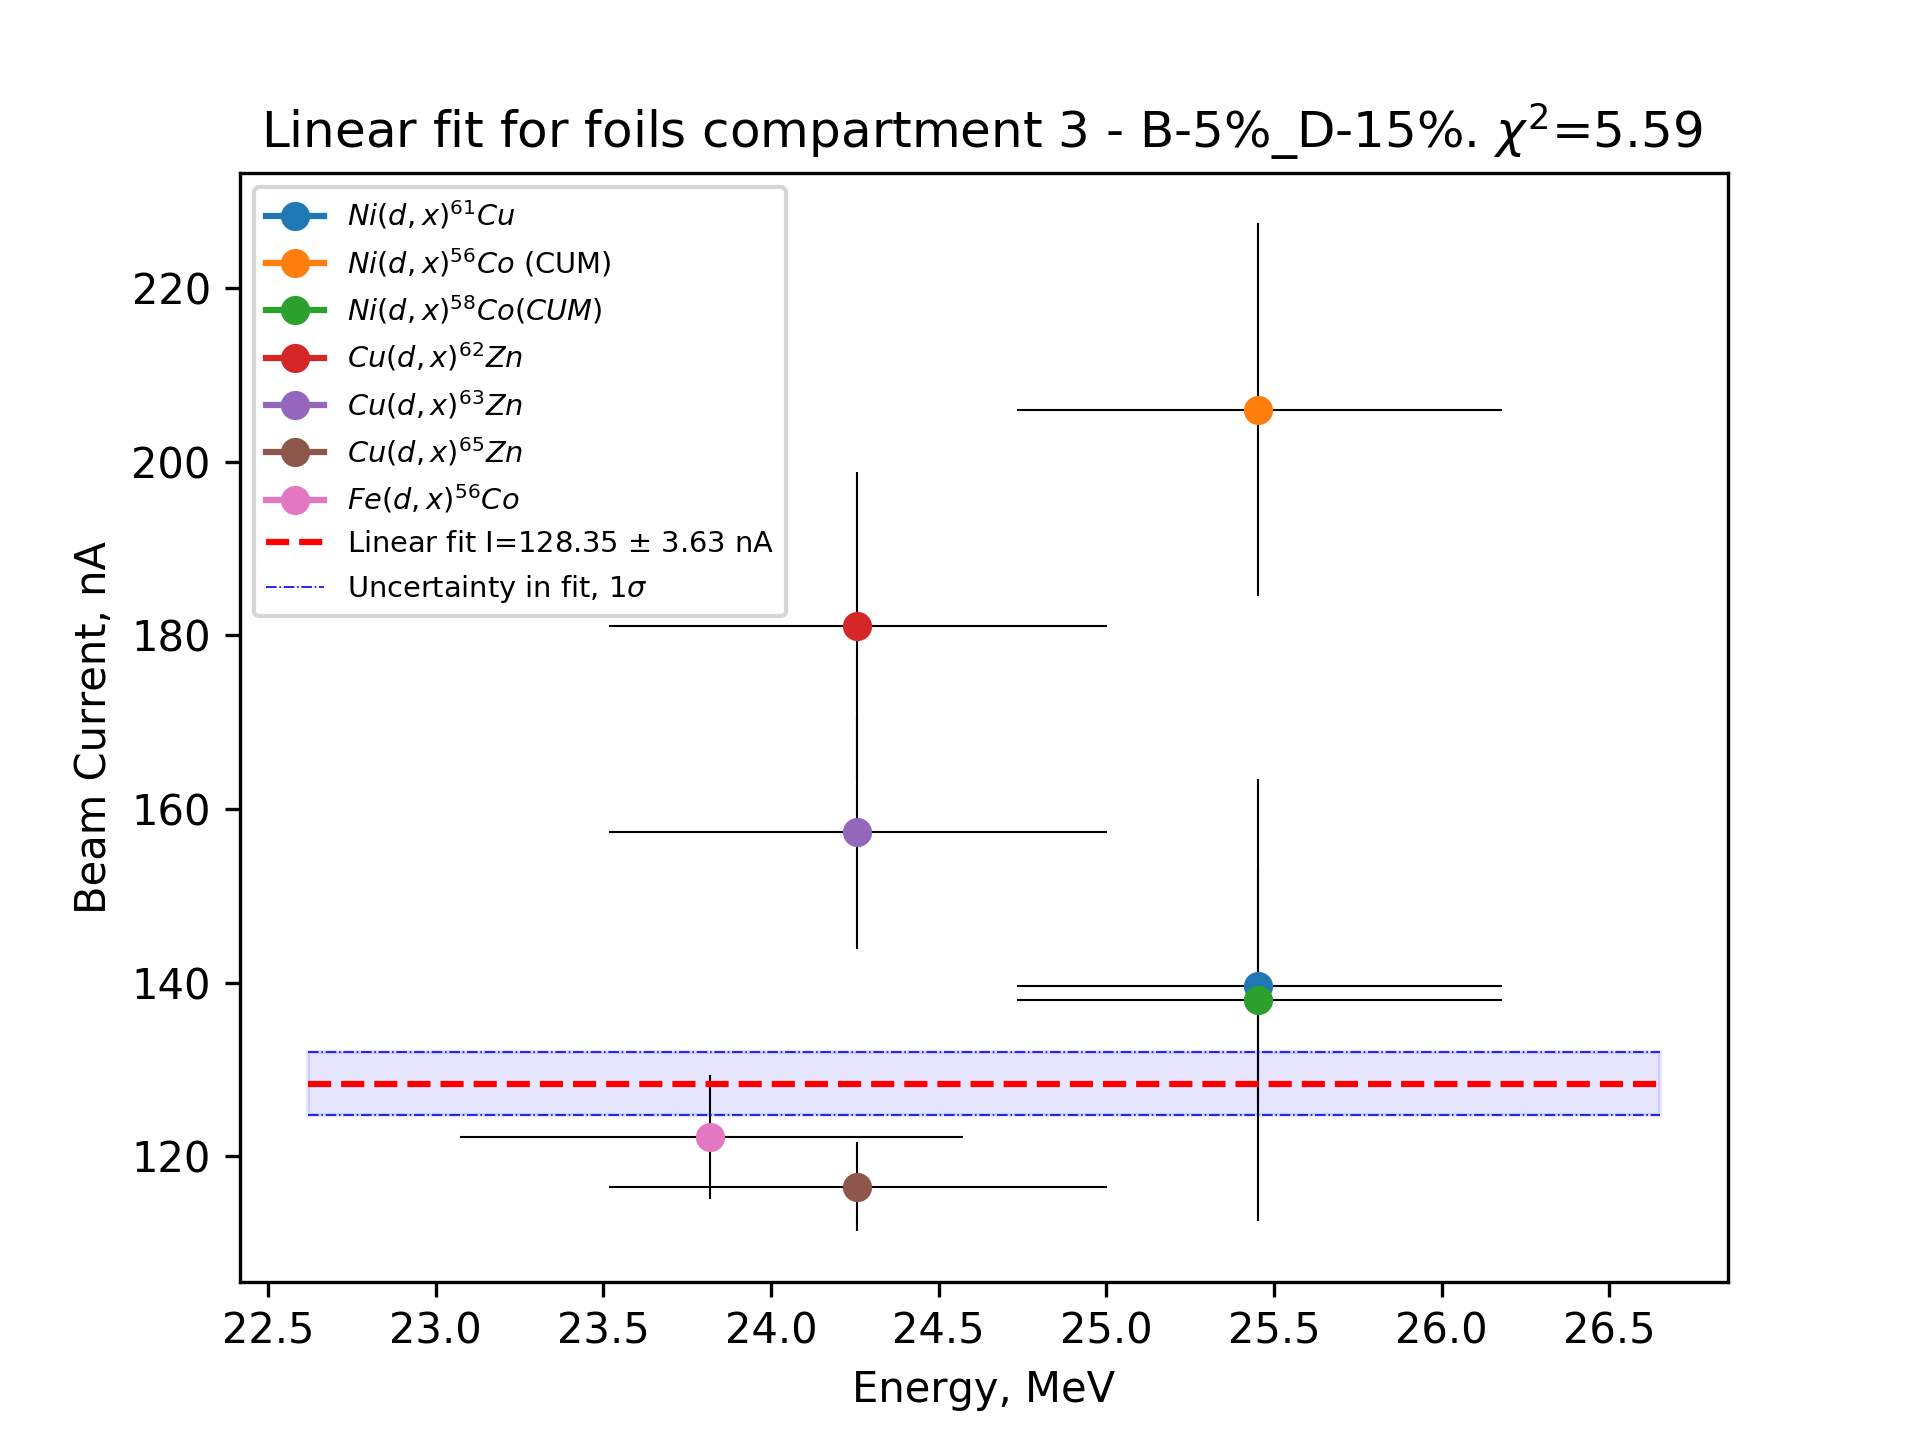 Linear fit for foils compartment 3 - B-5%_D-15%. χ²=5.59
Ni(d, x)⁶¹Cu
Ni(d, x)⁵⁶Co (CUM)
Ni(d, x)⁵⁸Co(CUM)
Cu(d, x)⁶²Zn
Cu(d, x)⁶³Zn
Cu(d, x)⁶⁵Zn
Fe(d, x)⁵⁶Co
Linear fit I=128.35 ± 3.63 nA
Uncertainty in fit, 1σ
Beam Current, nA
220
200
180
160
140
120
22.5 23.0 23.5 24.0 24.5 25.0 25.5 26.0 26.5
Energy, MeV